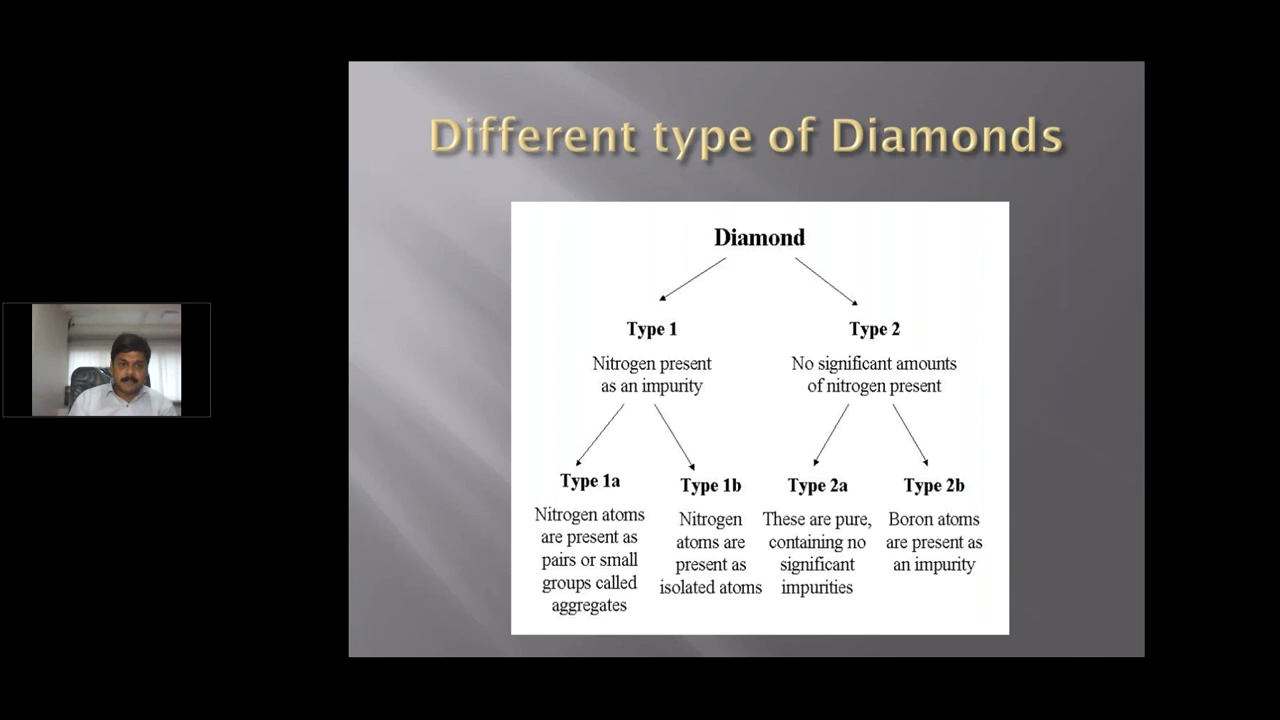 Different type of Diamonds
Diamond
Type 1
Nitrogen present
as an impurity
Type 2
No significant amounts
of nitrogen present
Type 1a
Nitrogen atoms
are present as
pairs or small
groups called
aggregates
Type 1b
Nitrogen
atoms are
present as
isolated atoms
Type 2a
These are pure,
containing no
significant
impurities
Type 2b
Boron atoms
are present as
an impurity